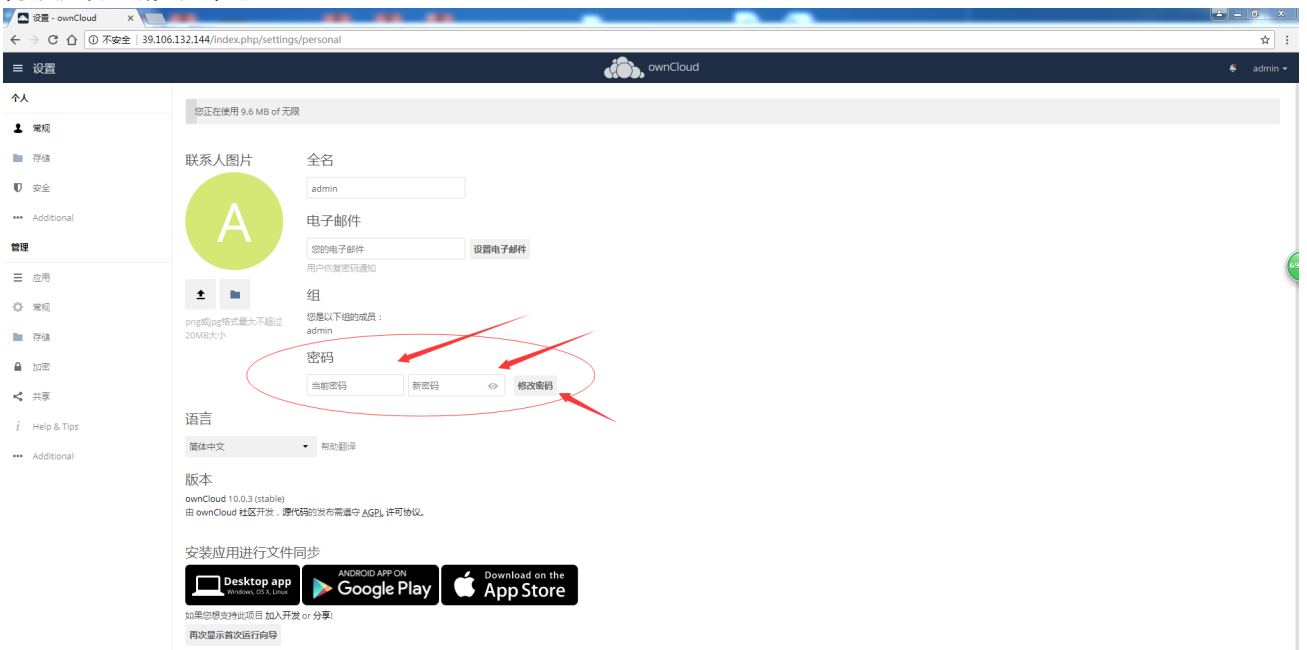 设置 - ownCloud
不安全 39.106.132.144/index.php/settings/personal
设置
ownCloud
admin
个人
常规
存储
安全
Additional
管理
应用
常规
存储
加密
共享
Help & Tips
Additional
您正在使用 9.6 MB of 无限
联系人图片
A
png或jpg格式最大不超过
20MB大小
全名
admin
电子邮件
您的电子邮件 设置电子邮件
用户恢复密码通知
组
您是以下组的成员：
admin
密码
当前密码 新密码 修改密码
语言
简体中文 帮助翻译
版本
ownCloud 10.0.3 (stable)
由 ownCloud 社区开发，源代码的发布需遵守 AGPL 许可协议。
安装应用进行文件同步
Desktop app
Windows, OS X, Linux
ANDROID APP ON
Google Play
Download on the
App Store
如果您想支持此项目 加入开发 or 分享!
再次显示首次运行向导